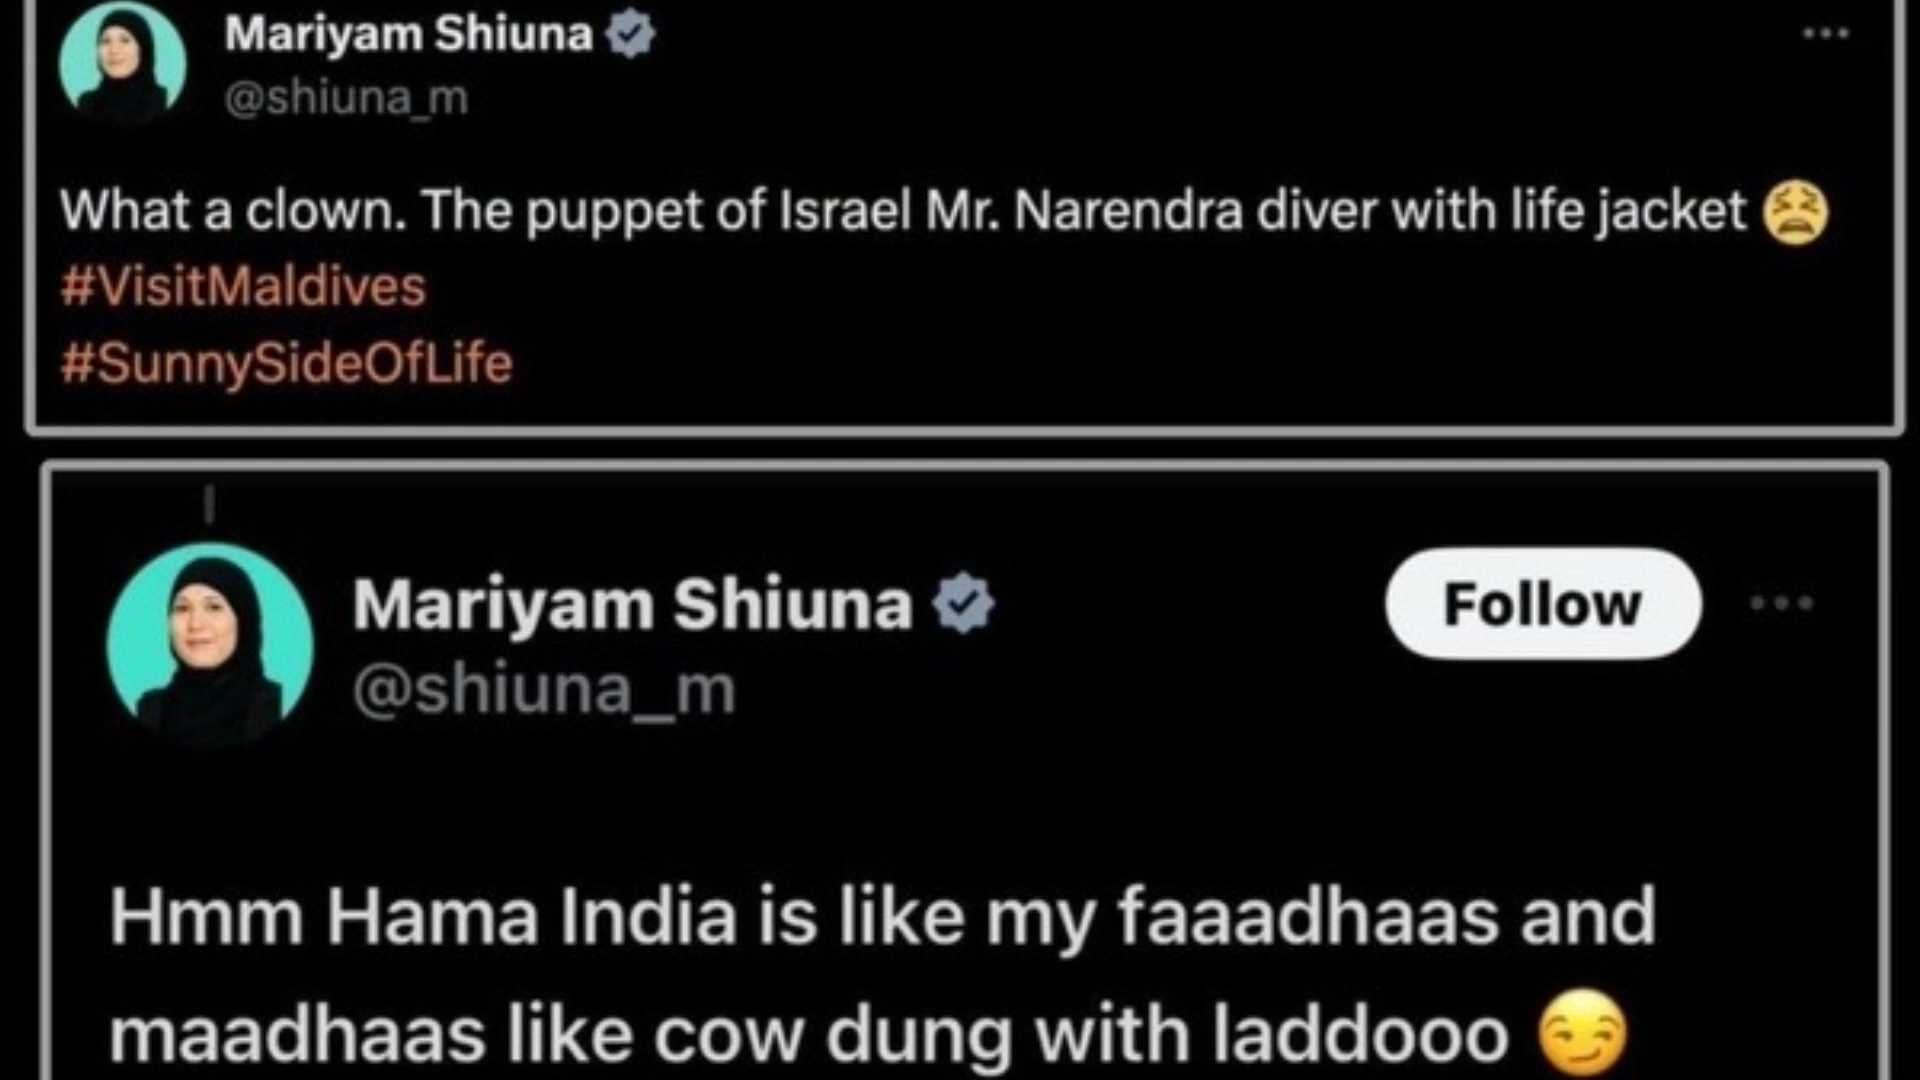 Mariyam Shiuna
@shiuna_m
What a clown. The puppet of Israel Mr. Narendra diver with life jacket 😫
#VisitMaldives
#SunnySideOfLife
Mariyam Shiuna
Follow
@shiuna_m
Hmm Hama India is like my faaadhaas and
maadhaas like cow dung with laddooo 😏